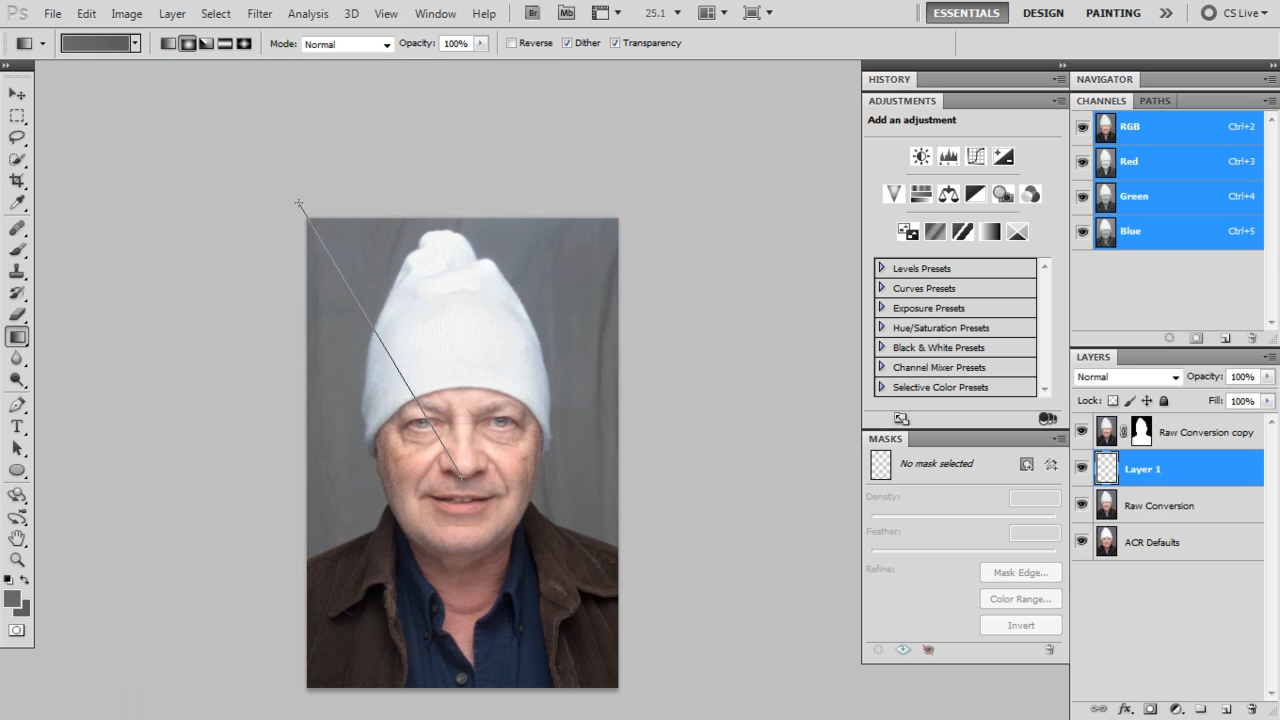 Ps File Edit Image Layer Select Filter Analysis 3D View Window Help Br Mb 25.1 ESSENTIALS DESIGN PAINTING CS Live
Mode: Normal Opacity: 100% Reverse Dither Transparency
HISTORY
NAVIGATOR
ADJUSTMENTS
CHANNELS PATHS
Add an adjustment
RGB Ctrl+2
Red Ctrl+3
Green Ctrl+4
Blue Ctrl+5
Levels Presets
Curves Presets
Exposure Presets
Hue/Saturation Presets
Black & White Presets
Channel Mixer Presets
Selective Color Presets
LAYERS
Normal Opacity: 100%
Lock: Fill: 100%
Raw Conversion copy
Layer 1
Raw Conversion
ACR Defaults
MASKS
No mask selected
Density:
Feather:
Refine: Mask Edge...
Color Range...
Invert
fx